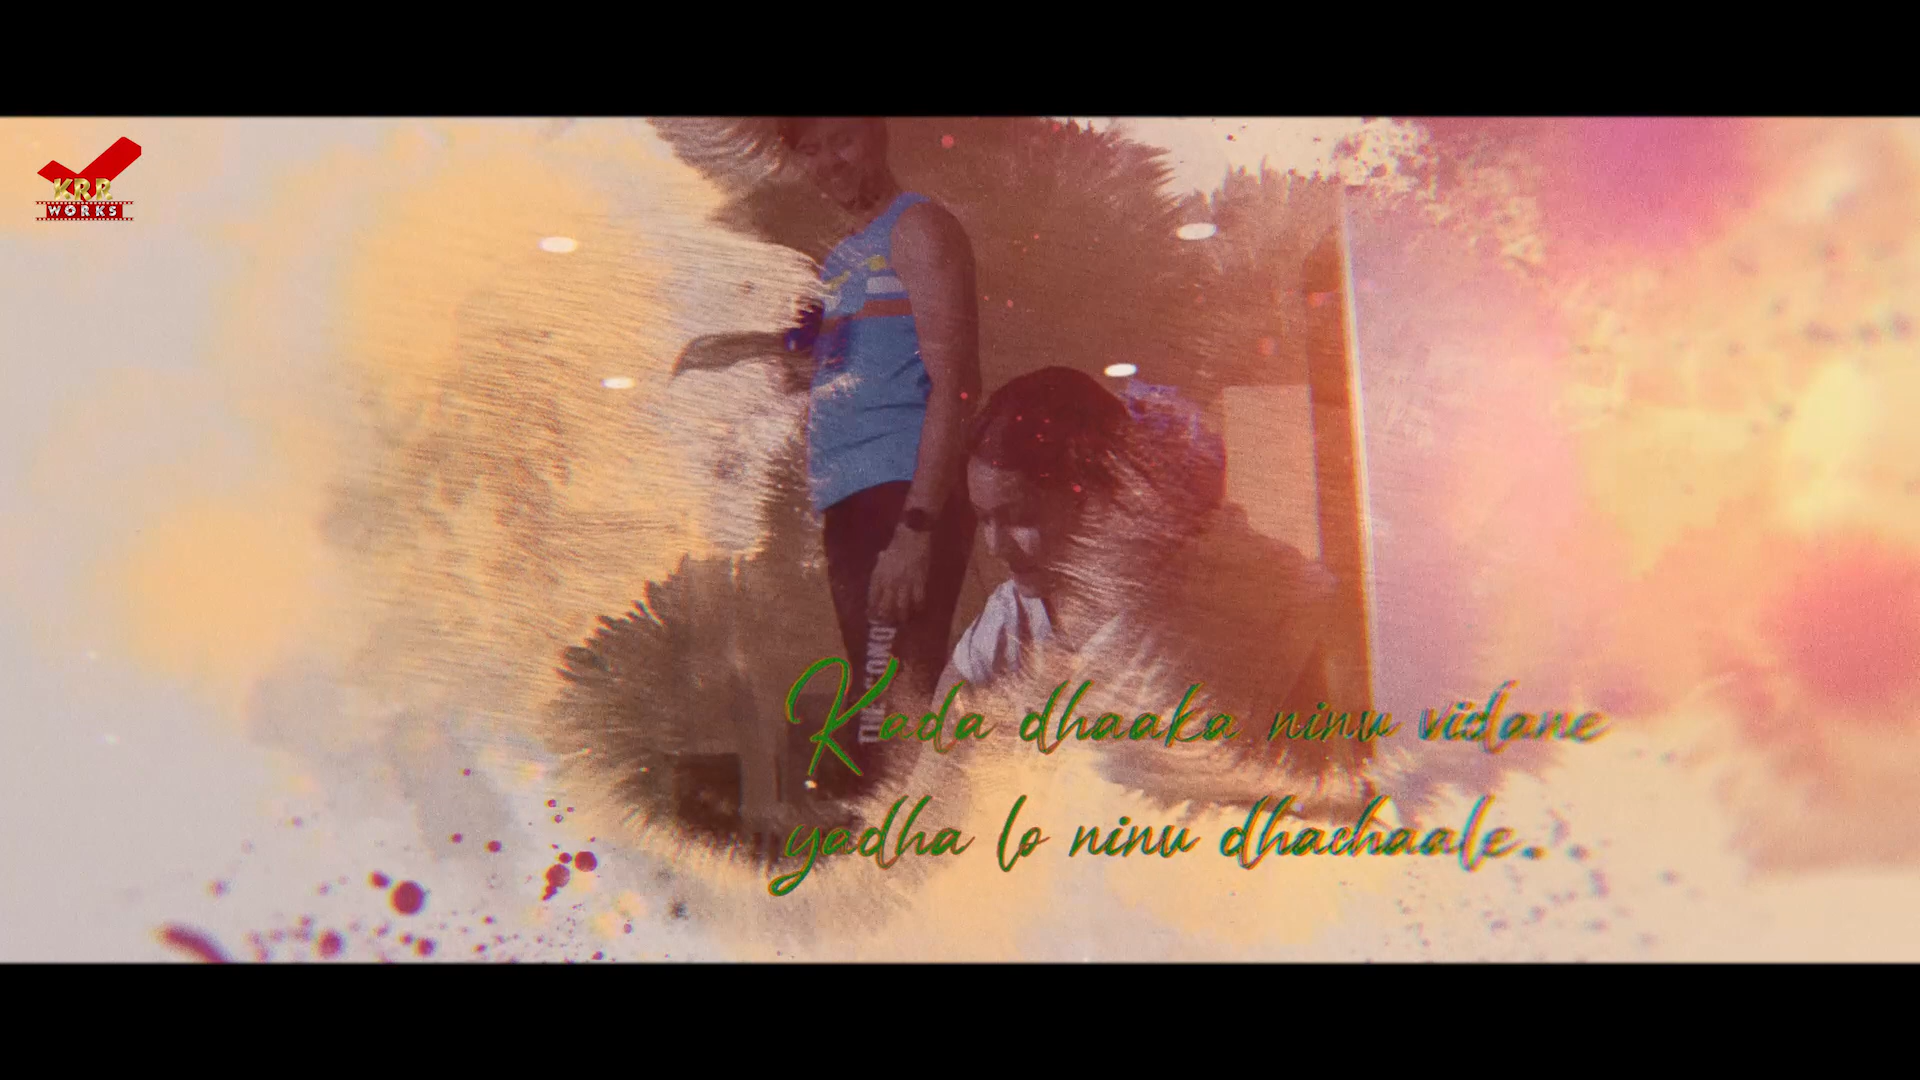 KRR
WORKS
Kada dhaaka ninu vidane
yadha lo ninu dhachaale.